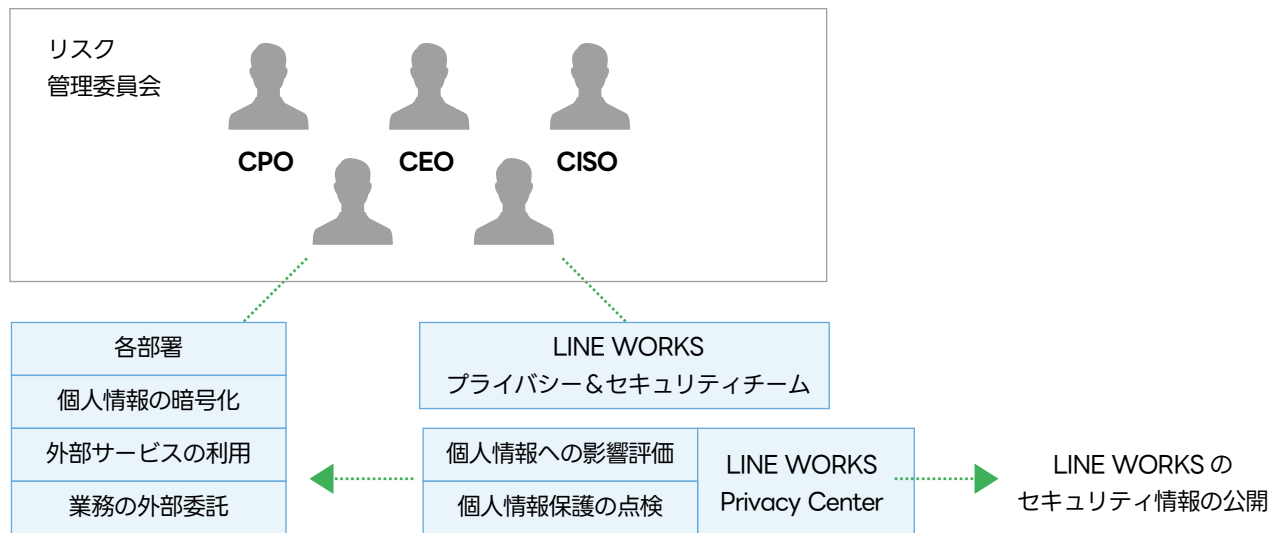 リスク
管理委員会
CPO
CEO
CISO
各部署
個人情報の暗号化
外部サービスの利用
業務の外部委託
LINE WORKS
プライバシー&セキュリティチーム
個人情報への影響評価
個人情報保護の点検
LINE WORKS
Privacy Center
LINE WORKS の
セキュリティ情報の公開